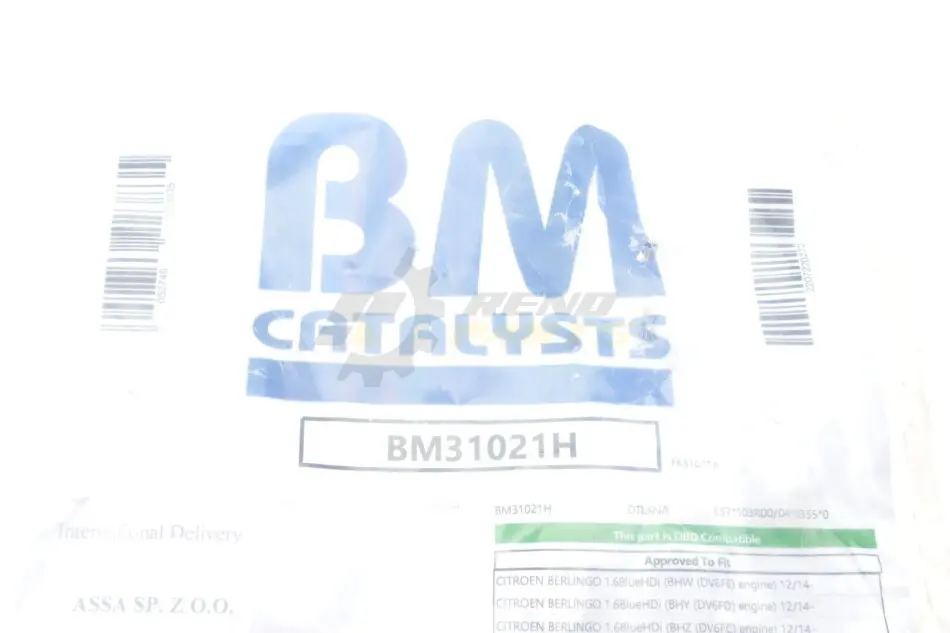 BM
CATALYSTS
RENO
BM31021H
BM31021H
International Delivery
This part is OBD Compatible
Approved To Fit
CITROEN BERLINGO 1.6BlueHDi (BHW (DV6FE) engine) 12/14-
CITROEN BERLINGO 1.6BlueHDi (BHY (DV6FD) engine) 12/14-
CITROEN BERLINGO 1.6BlueHDi (BHZ (DV6FC) engine) 12/14-
ASSA SP. Z O.O.